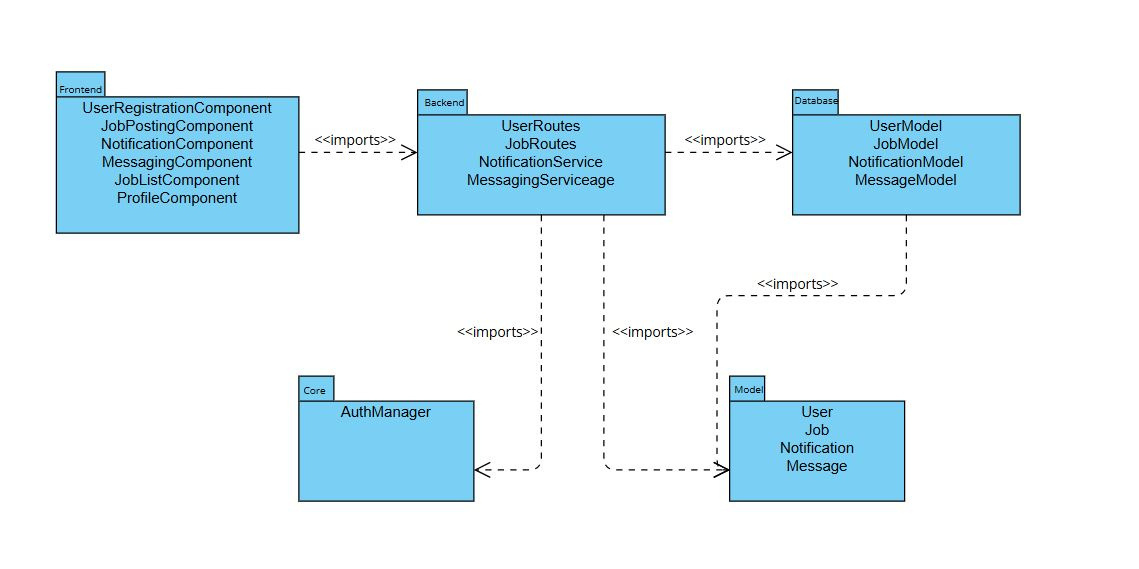 Frontend
UserRegistrationComponent
JobPostingComponent
NotificationComponent
MessagingComponent
JobListComponent
ProfileComponent
<<imports>>
Backend
UserRoutes
JobRoutes
NotificationService
MessagingServiceage
<<imports>>
Database
UserModel
JobModel
NotificationModel
MessageModel
<<imports>>
<<imports>>
<<imports>>
Core
AuthManager
Model
User
Job
Notification
Message